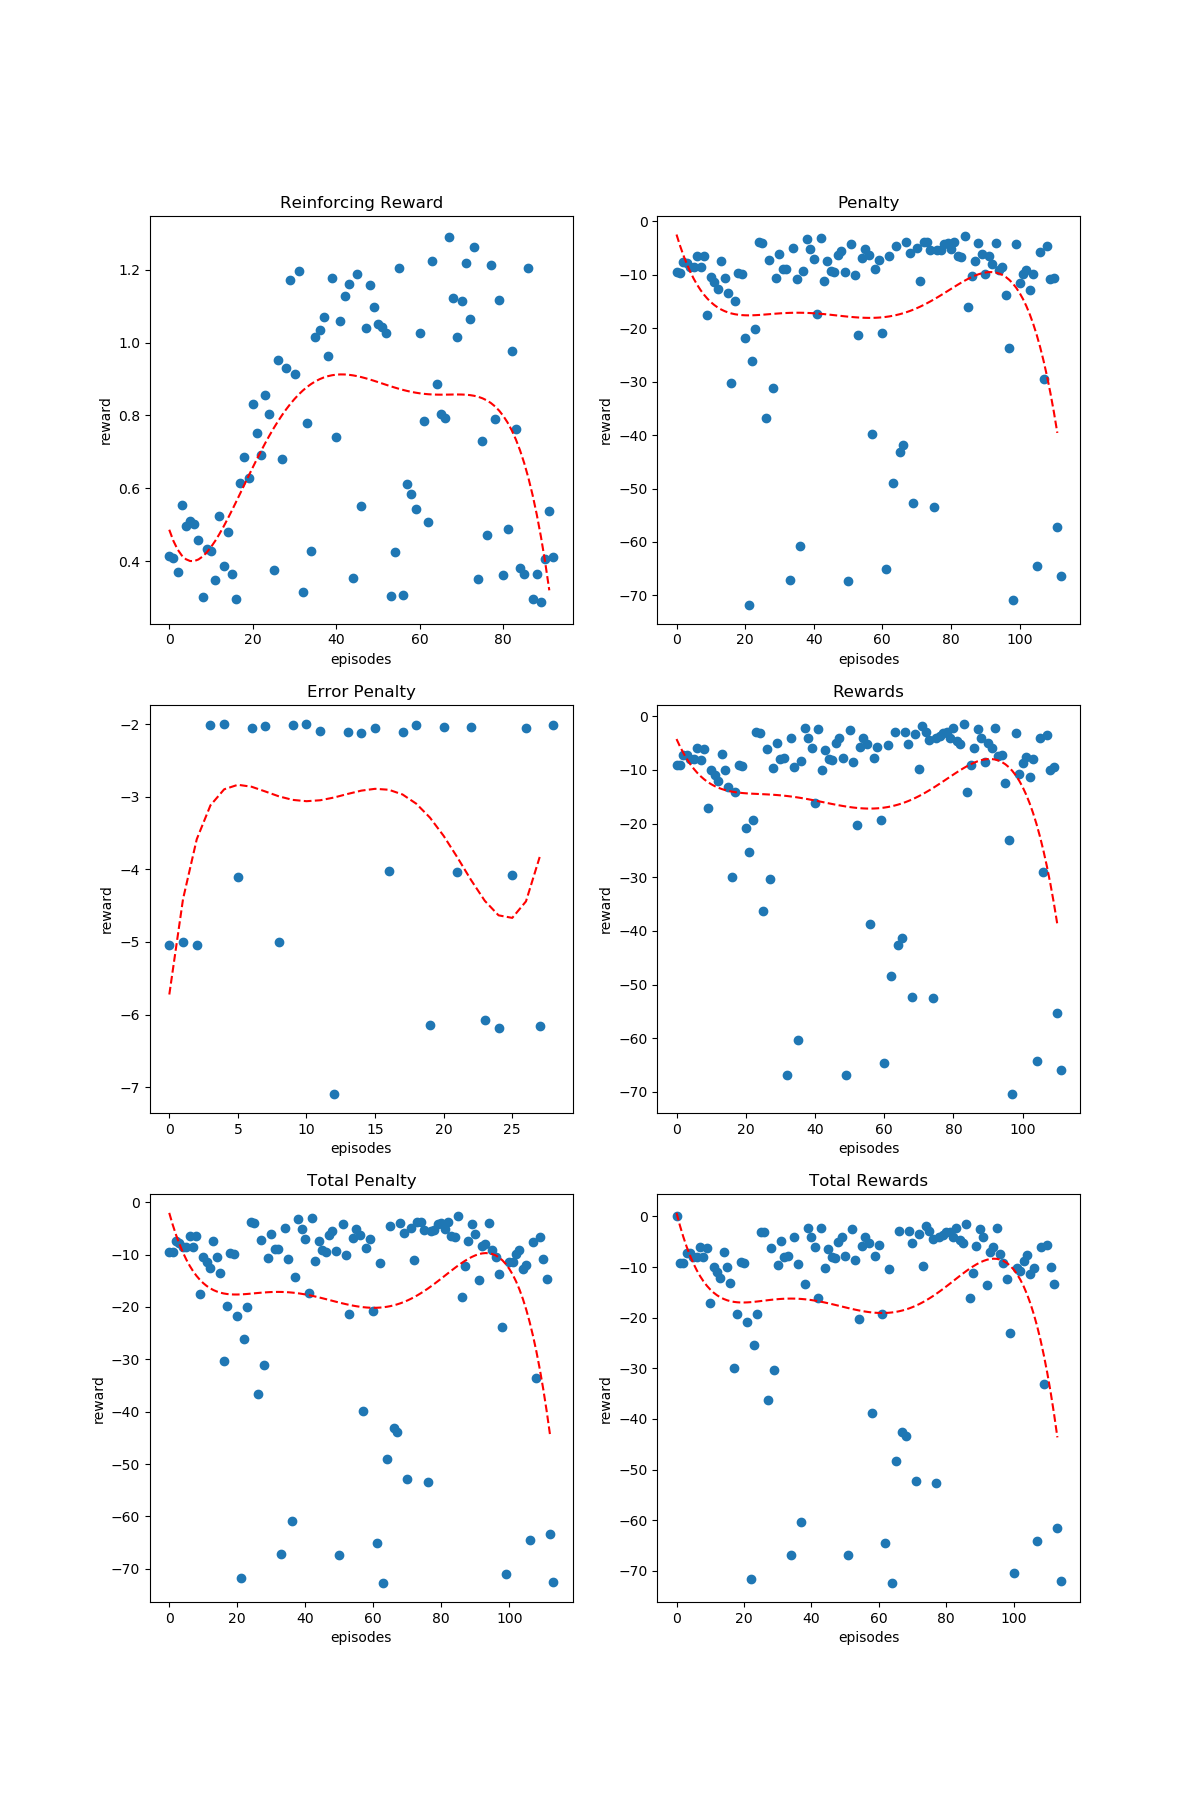 Reinforcing Reward
1.2
1.0
0.8
0.6
0.4
reward
0 20 40 60 80
episodes
Penalty
0
−10
−20
−30
−40
−50
−60
−70
reward
0 20 40 60 80 100
episodes
Error Penalty
−2
−3
−4
−5
−6
−7
reward
0 5 10 15 20 25
episodes
Rewards
0
−10
−20
−30
−40
−50
−60
−70
reward
0 20 40 60 80 100
episodes
Total Penalty
0
−10
−20
−30
−40
−50
−60
−70
reward
0 20 40 60 80 100
episodes
Total Rewards
0
−10
−20
−30
−40
−50
−60
−70
reward
0 20 40 60 80 100
episodes